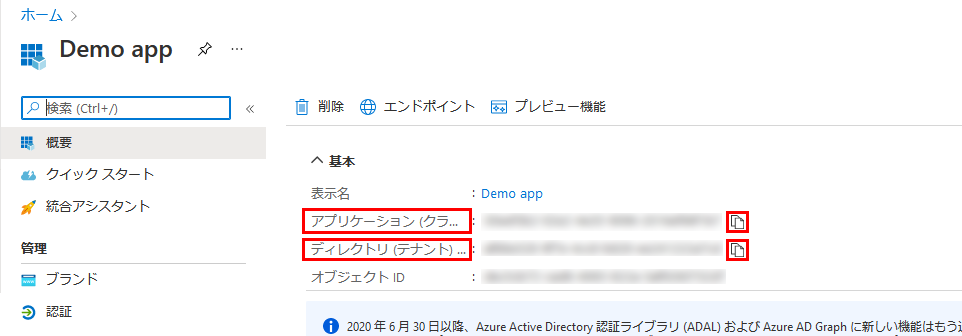 ホーム >
Demo app ...
検索 (Ctrl+/) «
削除 エンドポイント プレビュー機能
概要
クイック スタート
統合アシスタント
管理
ブランド
認証
基本
表示名 : Demo app
アプリケーション (クラ... :
ディレクトリ (テナント) ... :
オブジェクト ID :
2020 年 6 月 30 日以降、Azure Active Directory 認証ライブラリ (ADAL) および Azure AD Graph に新しい機能はもう